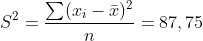 S^2 = \frac{\sum (x_i - \bar{x})^2}{n} = 87,75